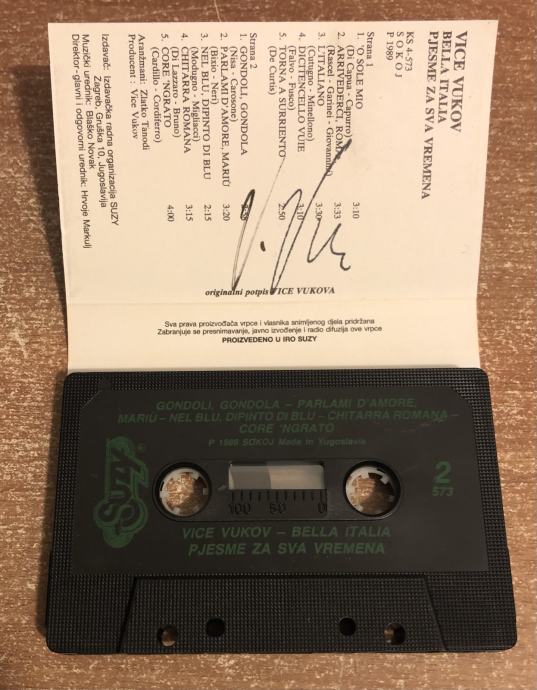 VICE VUKOV
BELLA ITALIA
PJESME ZA SVA VREMENA
KS 4-573
S O K O J
P 1989
Strana 1
1. 'O SOLE MIO 3:10
(Di Capua - Capurro)
2. ARRIVEDERCI, ROMA 3:33
(Rascel - Garinei - Giovannini)
3. L'ITALIANO 3:30
(Cuttugno - Minellono)
4. DICITENCELLO VUIE 3:10
(Falvo - Fusco)
5. TORNA A SURRIENTO 2:50
(De Curtis)
Strana 2
1. GONDOLI, GONDOLA
(Nisa - Carosone)
2. PARLAMI D'AMORE, MARIÙ 3:20
(Bixio - Neri)
3. NEL BLU, DIPINTO DI BLU 2:15
(Modugno - Migliacci)
4. CHITARRA ROMANA 3:15
(Di Lazzaro - Bruno)
5. CORE 'NGRATO 4:00
(Cardillo - Cordiferro)
Aranžmani: Zlatko Tanodi
Producent : Vice Vukov
Izdavač: Izdavačka radna organizacija SUZY
Zagreb, Gruška 10, Jugoslavija
Muzički urednik: Blaško Novak
Direktor-glavni i odgovorni urednik: Hrvoje Markulj
originalni potpis VICE VUKOVA
Sva prava proizvođača vrpce i vlasnika snimljenog djela pridržana
Zabranjuje se presnimavanje, javno izvođenje i radio difuzija ove vrpce
PROIZVEDENO U IRO SUZY
GONDOLI, GONDOLA – PARLAMI D'AMORE,
MARIÙ – NEL BLU, DIPINTO DI BLU – CHITARRA ROMANA –
CORE 'NGRATO
P 1989 SOKOJ Made in Yugoslavia
Suzy
2
573
100 50 0
VICE VUKOV – BELLA ITALIA
PJESME ZA SVA VREMENA